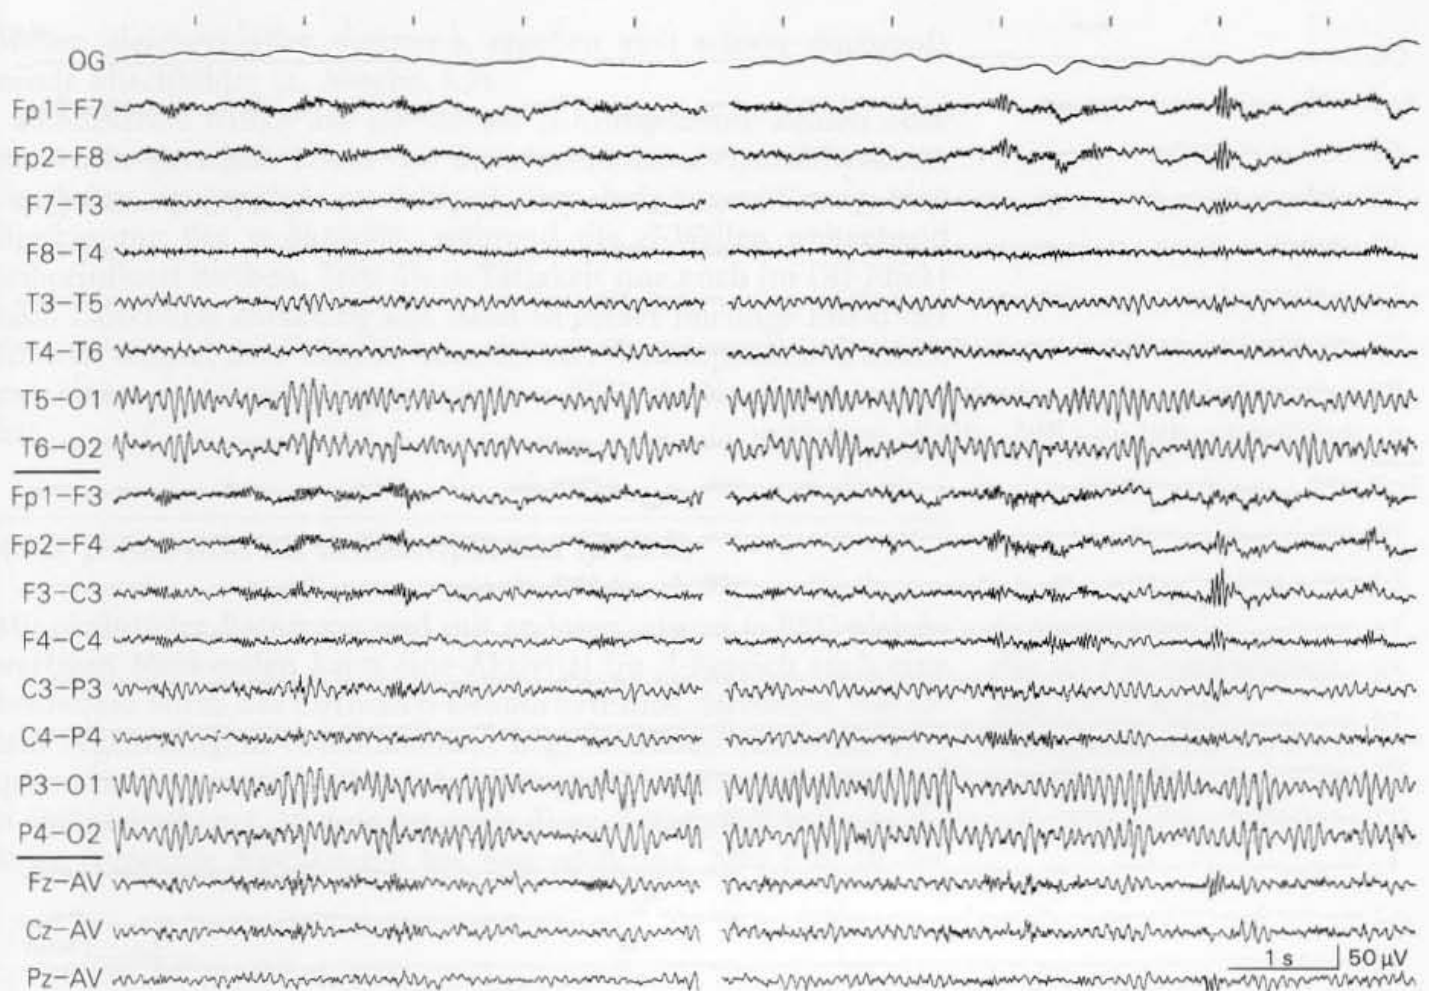 OG
Fp1-F7
Fp2-F8
F7-T3
F8-T4
T3-T5
T4-T6
T5-O1
T6-O2
Fp1-F3
Fp2-F4
F3-C3
F4-C4
C3-P3
C4-P4
P3-O1
P4-O2
Fz-AV
Cz-AV
1 s 50 µV
Pz-AV